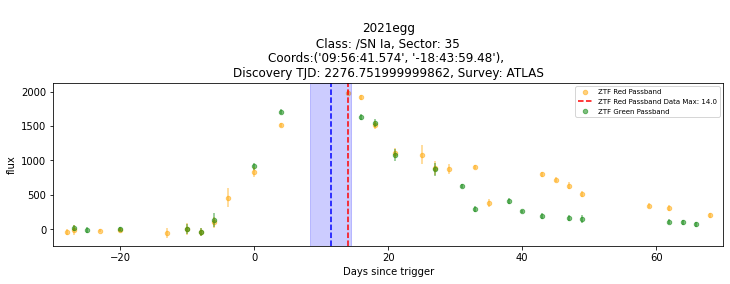 2021egg
Class: /SN Ia, Sector: 35
Coords:('09:56:41.574', '-18:43:59.48'),
Discovery TJD: 2276.751999999862, Survey: ATLAS
ZTF Red Passband
ZTF Red Passband Data Max: 14.0
ZTF Green Passband
2000
1500
1000
500
0
flux
−20 0 20 40 60
Days since trigger